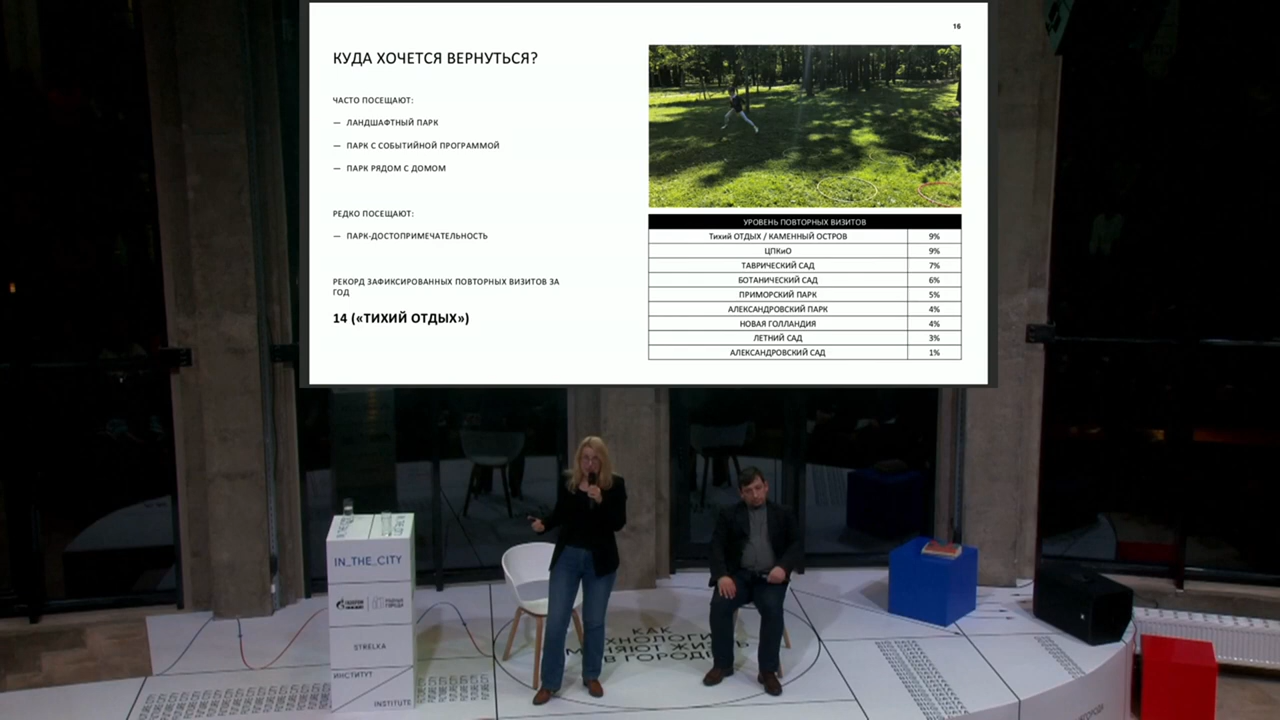 16
КУДА ХОЧЕТСЯ ВЕРНУТЬСЯ?
ЧАСТО ПОСЕЩАЮТ:
— ЛАНДШАФТНЫЙ ПАРК
— ПАРК С СОБЫТИЙНОЙ ПРОГРАММОЙ
— ПАРК РЯДОМ С ДОМОМ
РЕДКО ПОСЕЩАЮТ:
— ПАРК-ДОСТОПРИМЕЧАТЕЛЬНОСТЬ
РЕКОРД ЗАФИКСИРОВАННЫХ ПОВТОРНЫХ ВИЗИТОВ ЗА
ГОД
14 («ТИХИЙ ОТДЫХ»)
УРОВЕНЬ ПОВТОРНЫХ ВИЗИТОВ
Тихий ОТДЫХ / КАМЕННЫЙ ОСТРОВ 9%
ЦПКиО 9%
ТАВРИЧЕСКИЙ САД 7%
БОТАНИЧЕСКИЙ САД 6%
ПРИМОРСКИЙ ПАРК 5%
АЛЕКСАНДРОВСКИЙ ПАРК 4%
НОВАЯ ГОЛЛАНДИЯ 4%
ЛЕТНИЙ САД 3%
АЛЕКСАНДРОВСКИЙ САД 1%
IN_THE_CITY
STRELKA
ИНСТИТУТ
INSTITUTE
КАК
В ГОРОДЕ